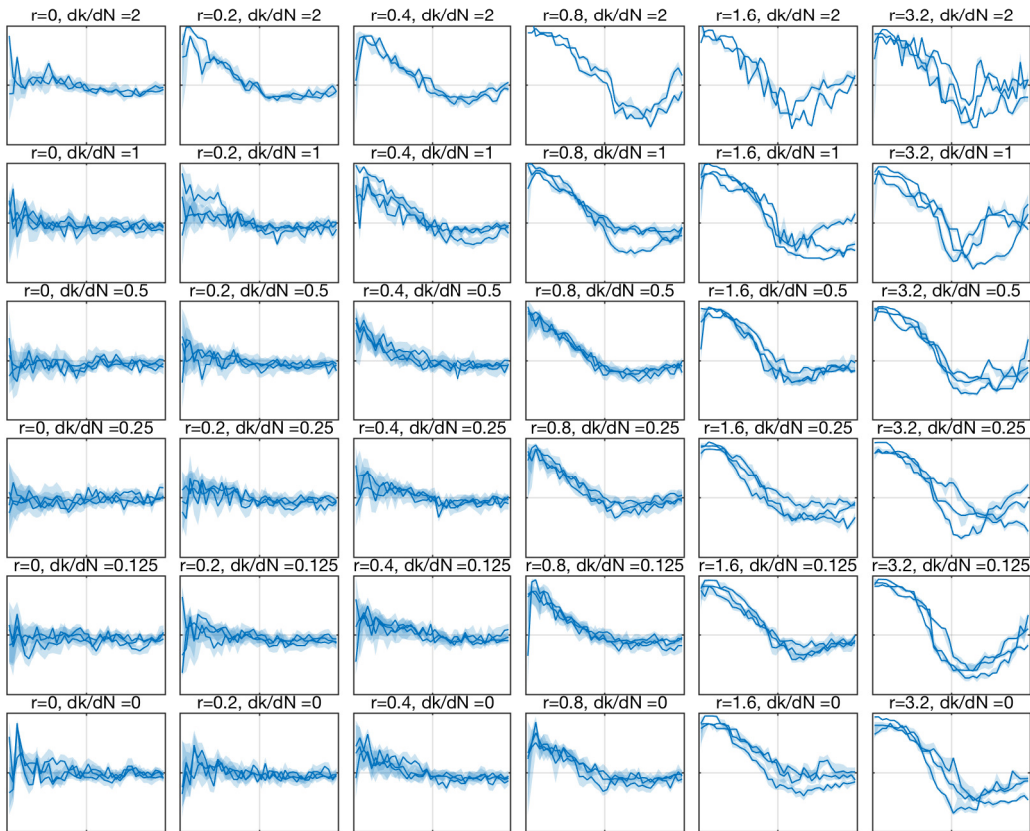 r=0, dk/dN =2
r=0.2, dk/dN =2
r=0.4, dk/dN =2
r=0.8, dk/dN =2
r=1.6, dk/dN =2
r=3.2, dk/dN =2
r=0, dk/dN =1
r=0.2, dk/dN =1
r=0.4, dk/dN =1
r=0.8, dk/dN =1
r=1.6, dk/dN =1
r=3.2, dk/dN =1
r=0, dk/dN =0.5
r=0.2, dk/dN =0.5
r=0.4, dk/dN =0.5
r=0.8, dk/dN =0.5
r=1.6, dk/dN =0.5
r=3.2, dk/dN =0.5
r=0, dk/dN =0.25
r=0.2, dk/dN =0.25
r=0.4, dk/dN =0.25
r=0.8, dk/dN =0.25
r=1.6, dk/dN =0.25
r=3.2, dk/dN =0.25
r=0, dk/dN =0.125
r=0.2, dk/dN =0.125
r=0.4, dk/dN =0.125
r=0.8, dk/dN =0.125
r=1.6, dk/dN =0.125
r=3.2, dk/dN =0.125
r=0, dk/dN =0
r=0.2, dk/dN =0
r=0.4, dk/dN =0
r=0.8, dk/dN =0
r=1.6, dk/dN =0
r=3.2, dk/dN =0